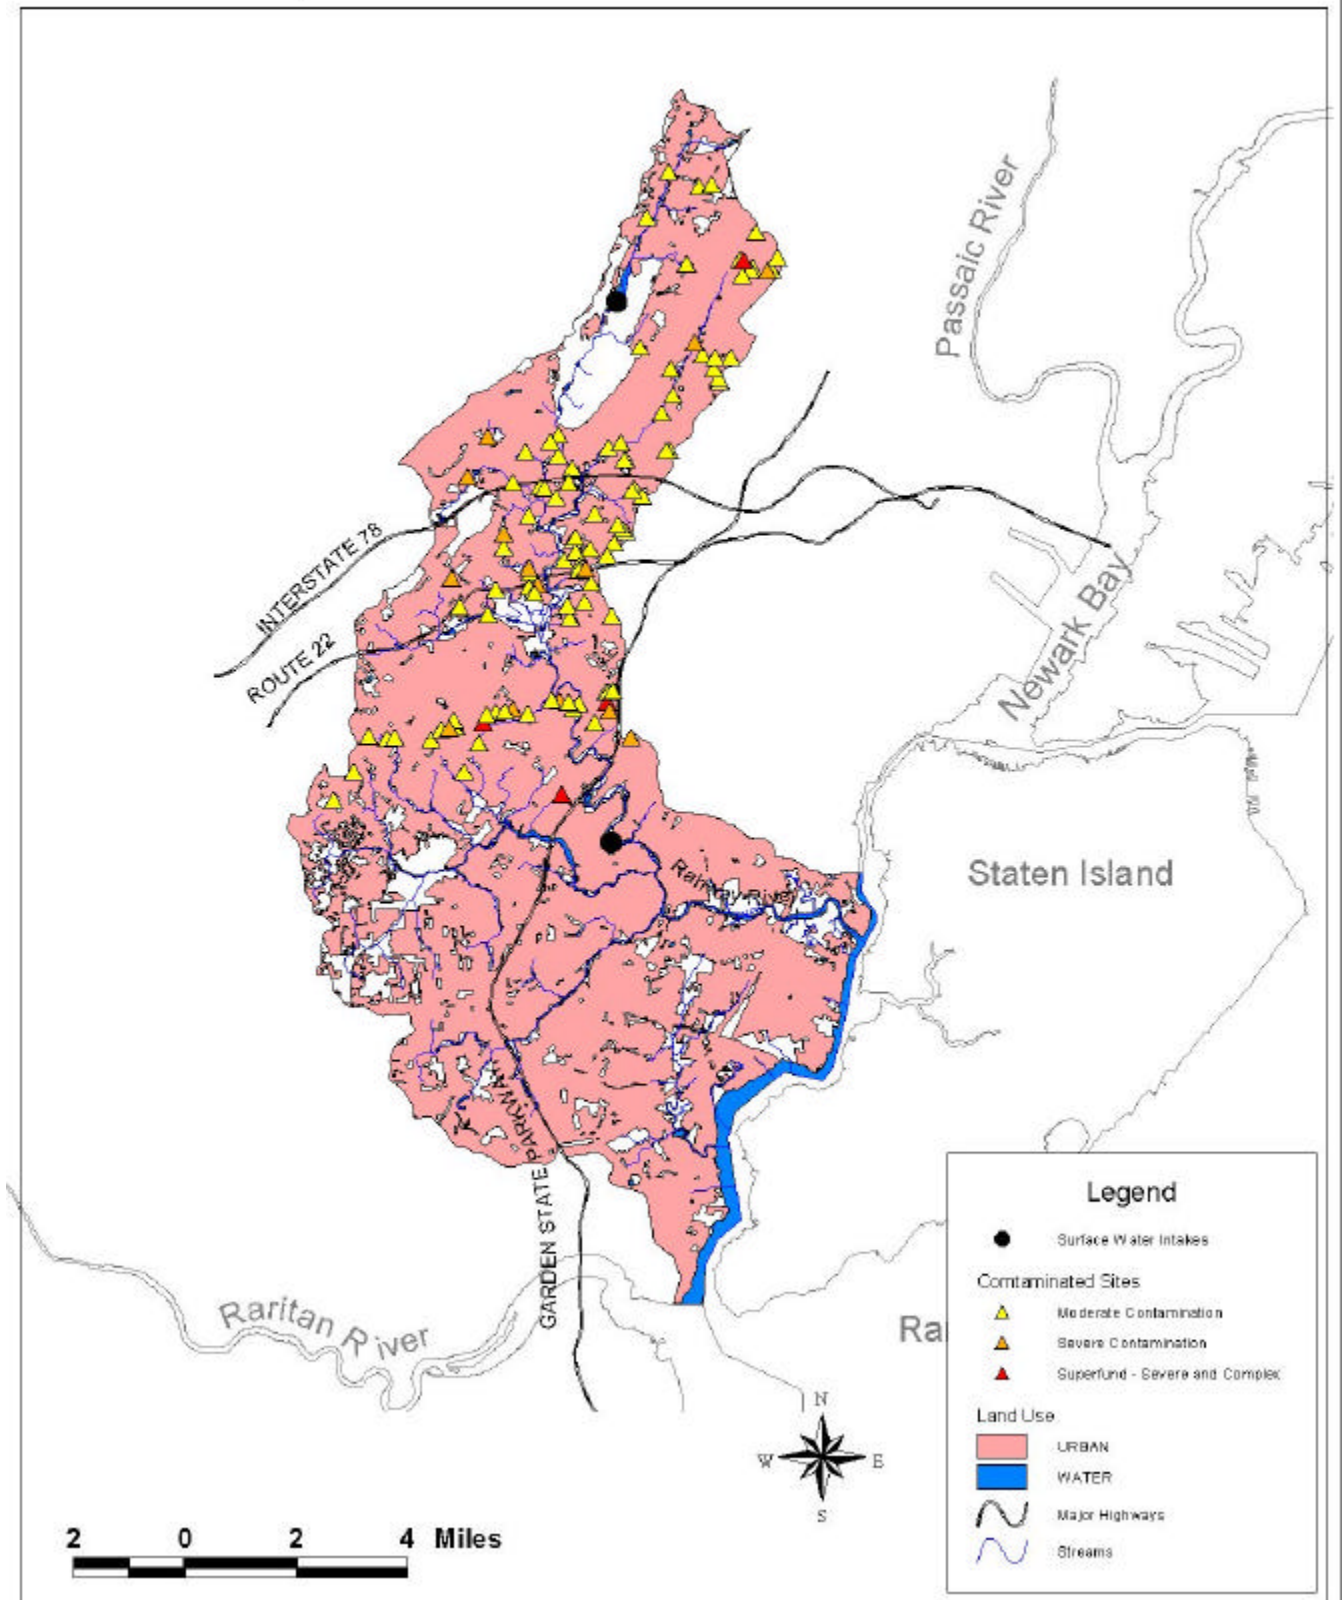 Passaic River
INTERSTATE 78
ROUTE 22
Newark Bay
Staten Island
Rahway River
GARDEN STATE PARKWAY
Raritan River
Ra
Legend
Surface Water Intakes
Comtaminated Sites
Moderate Contamination
Severe Contamination
Superfund - Severe and Complex
Land Use
URBAN
WATER
Major Highways
Streams
N
W E
S
2 0 2 4 Miles